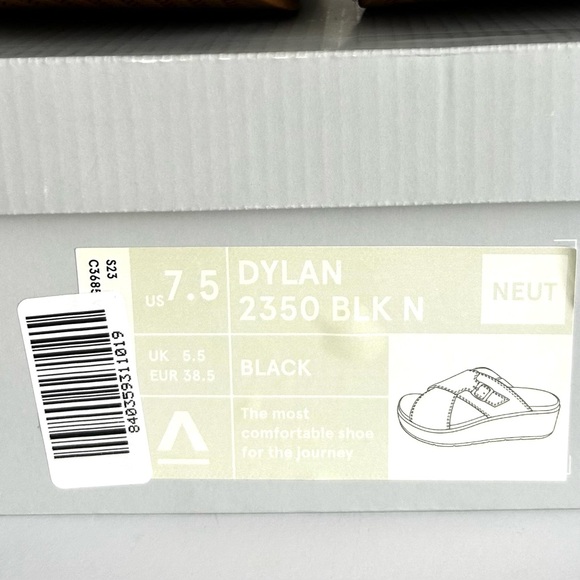 S23
C3685
US 7.5
DYLAN
2350 BLK N
NEUT
UK 5.5
EUR 38.5
BLACK
The most
comfortable shoe
for the journey
840359311019